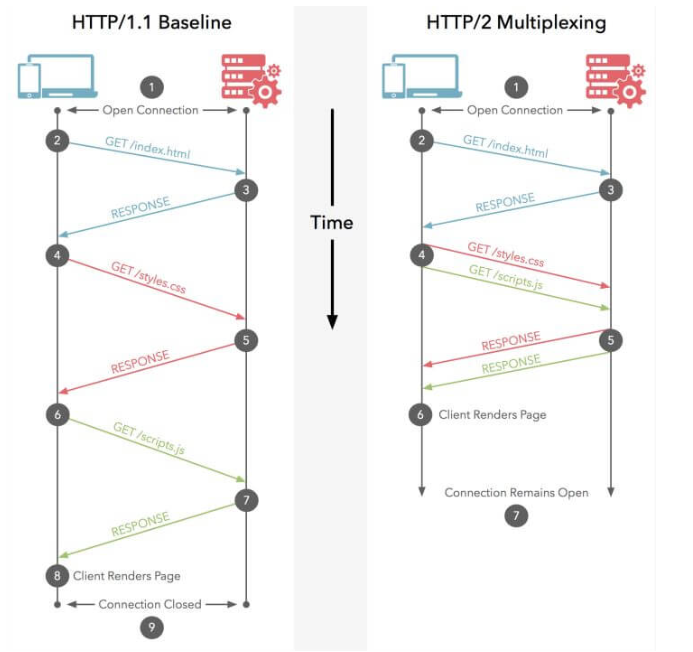 HTTP/1.1 Baseline
1
Open Connection
2
GET /index.html
3
RESPONSE
4
GET /styles.css
5
RESPONSE
6
GET /scripts.js
7
RESPONSE
8 Client Renders Page
Connection Closed
9
Time
HTTP/2 Multiplexing
1
Open Connection
2
GET /index.html
3
RESPONSE
4
GET /styles.css
GET /scripts.js
5
RESPONSE
RESPONSE
6 Client Renders Page
Connection Remains Open
7